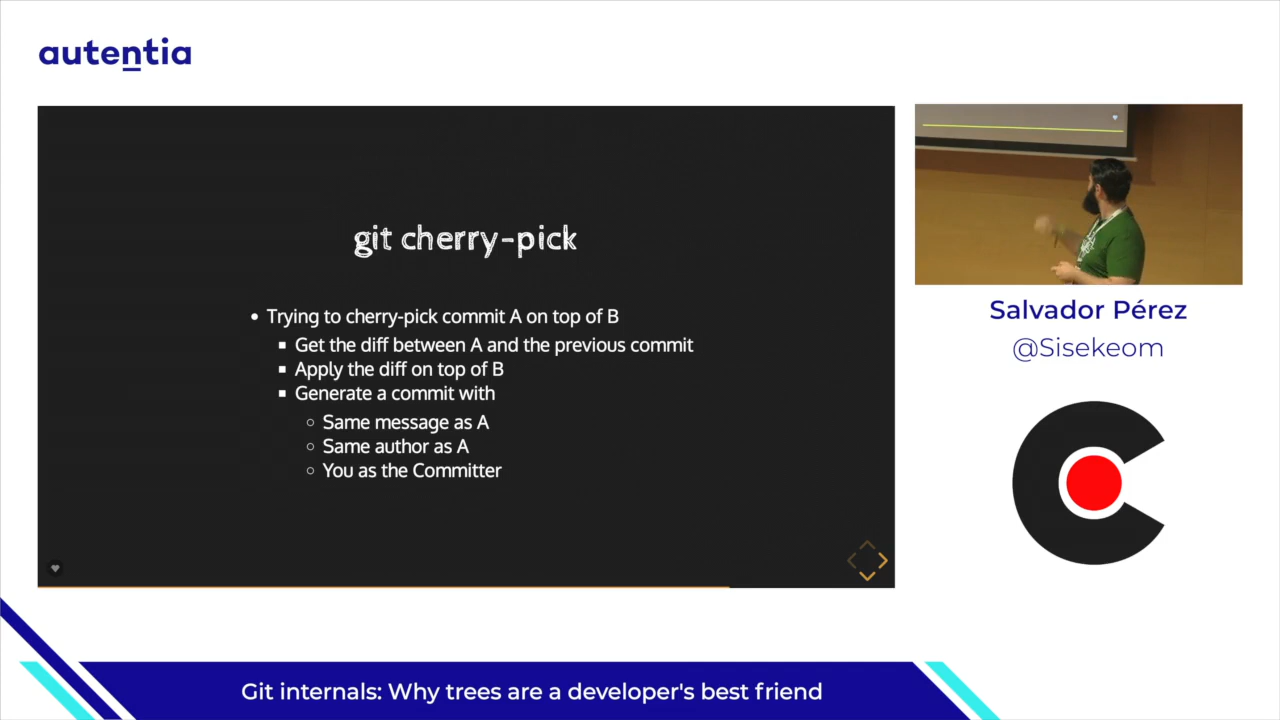 autentia
git cherry-pick
Trying to cherry-pick commit A on top of B
Get the diff between A and the previous commit
Apply the diff on top of B
Generate a commit with
Same message as A
Same author as A
You as the Committer
Salvador Pérez
@Sisekeom
Git internals: Why trees are a developer's best friend